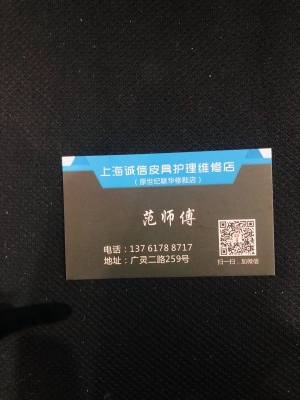 上海诚信皮具护理维修店
（原世纪联华修鞋店）
范师傅
电话：137 6178 8717
地址：广灵二路259号
扫一扫，加微信